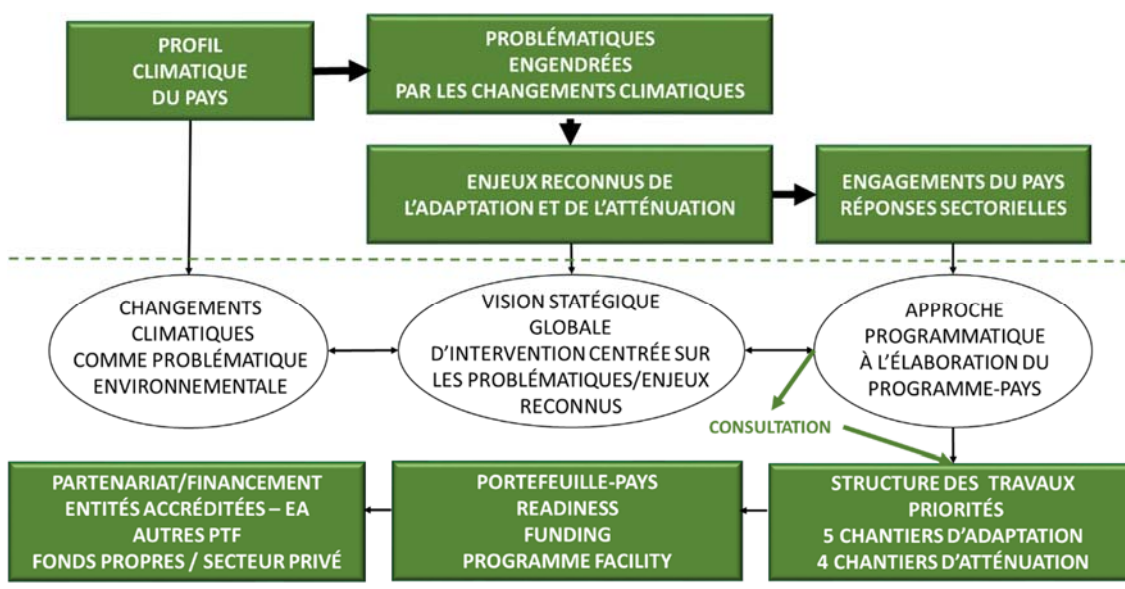 PROFIL
CLIMATIQUE
DU PAYS
PROBLÉMATIQUES
ENGENDRÉES
PAR LES CHANGEMENTS CLIMATIQUES
ENJEUX RECONNUS DE
L'ADAPTATION ET DE L'ATTÉNUATION
ENGAGEMENTS DU PAYS
RÉPONSES SECTORIELLES
CHANGEMENTS
CLIMATIQUES
COMME PROBLÉMATIQUE
ENVIRONNEMENTALE
VISION STATÉGIQUE
GLOBALE
D'INTERVENTION CENTRÉE SUR
LES PROBLÉMATIQUES/ENJEUX
RECONNUS
APPROCHE
PROGRAMMATIQUE
À L'ÉLABORATION DU
PROGRAMME-PAYS
CONSULTATION
PARTENARIAT/FINANCEMENT
ENTITÉS ACCRÉDITÉES – EA
AUTRES PTF
FONDS PROPRES / SECTEUR PRIVÉ
PORTEFEUILLE-PAYS
READINESS
FUNDING
PROGRAMME FACILITY
STRUCTURE DES TRAVAUX
PRIORITÉS
5 CHANTIERS D'ADAPTATION
4 CHANTIERS D'ATTÉNUATION